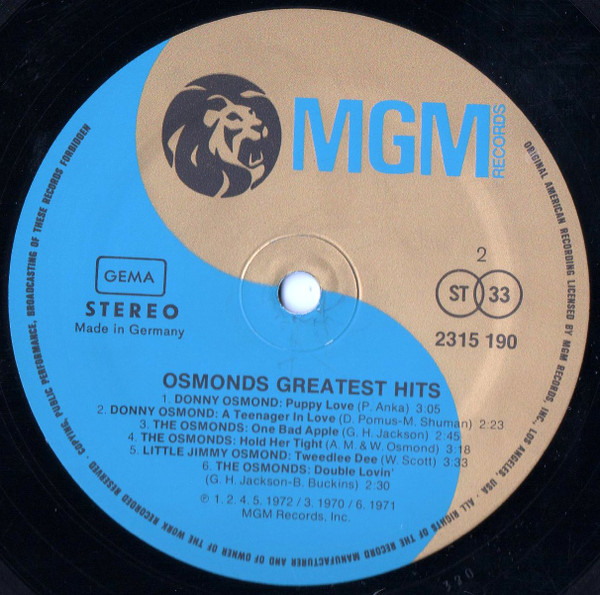 MGM
RECORDS
GEMA
STEREO
Made in Germany
2
ST 33
2315 190
OSMONDS GREATEST HITS
1. DONNY OSMOND: Puppy Love (P. Anka) 3:05
2. DONNY OSMOND: A Teenager In Love (D. Pomus-M. Shuman) 2:23
3. THE OSMONDS: One Bad Apple (G. H. Jackson) 2:45
4. THE OSMONDS: Hold Her Tight (A. M. & W. Osmond) 3:18
5. LITTLE JIMMY OSMOND: Tweedlee Dee (W. Scott) 3:33
6. THE OSMONDS: Double Lovin'
(G. H. Jackson-B. Buckins) 2:30
℗ 1. 2. 4. 5. 1972 / 3. 1970 / 6. 1971
MGM Records, Inc.
ORIGINAL AMERICAN RECORDING LICENSED BY MGM RECORDS, INC., LOS ANGELES, USA · ALL RIGHTS OF THE RECORD MANUFACTURER AND OF OWNER OF THE WORK RECORDED RESERVED · COPYING, PUBLIC PERFORMANCE, BROADCASTING OF THESE RECORDS FORBIDDEN